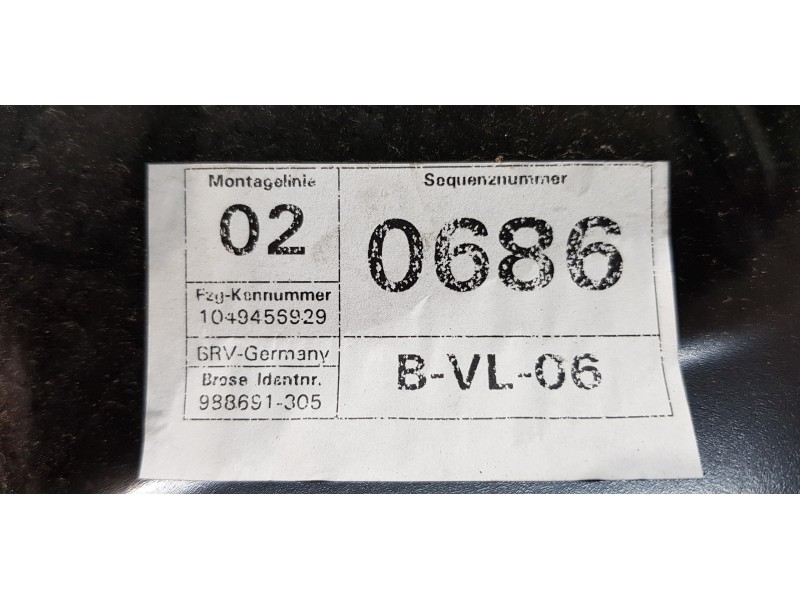 Montagelinie
02
Sequenznummer
0686
Fzg-Kennummer
1049456929
BRV-Germany
Brose Identnr.
988691-305
B-VL-06